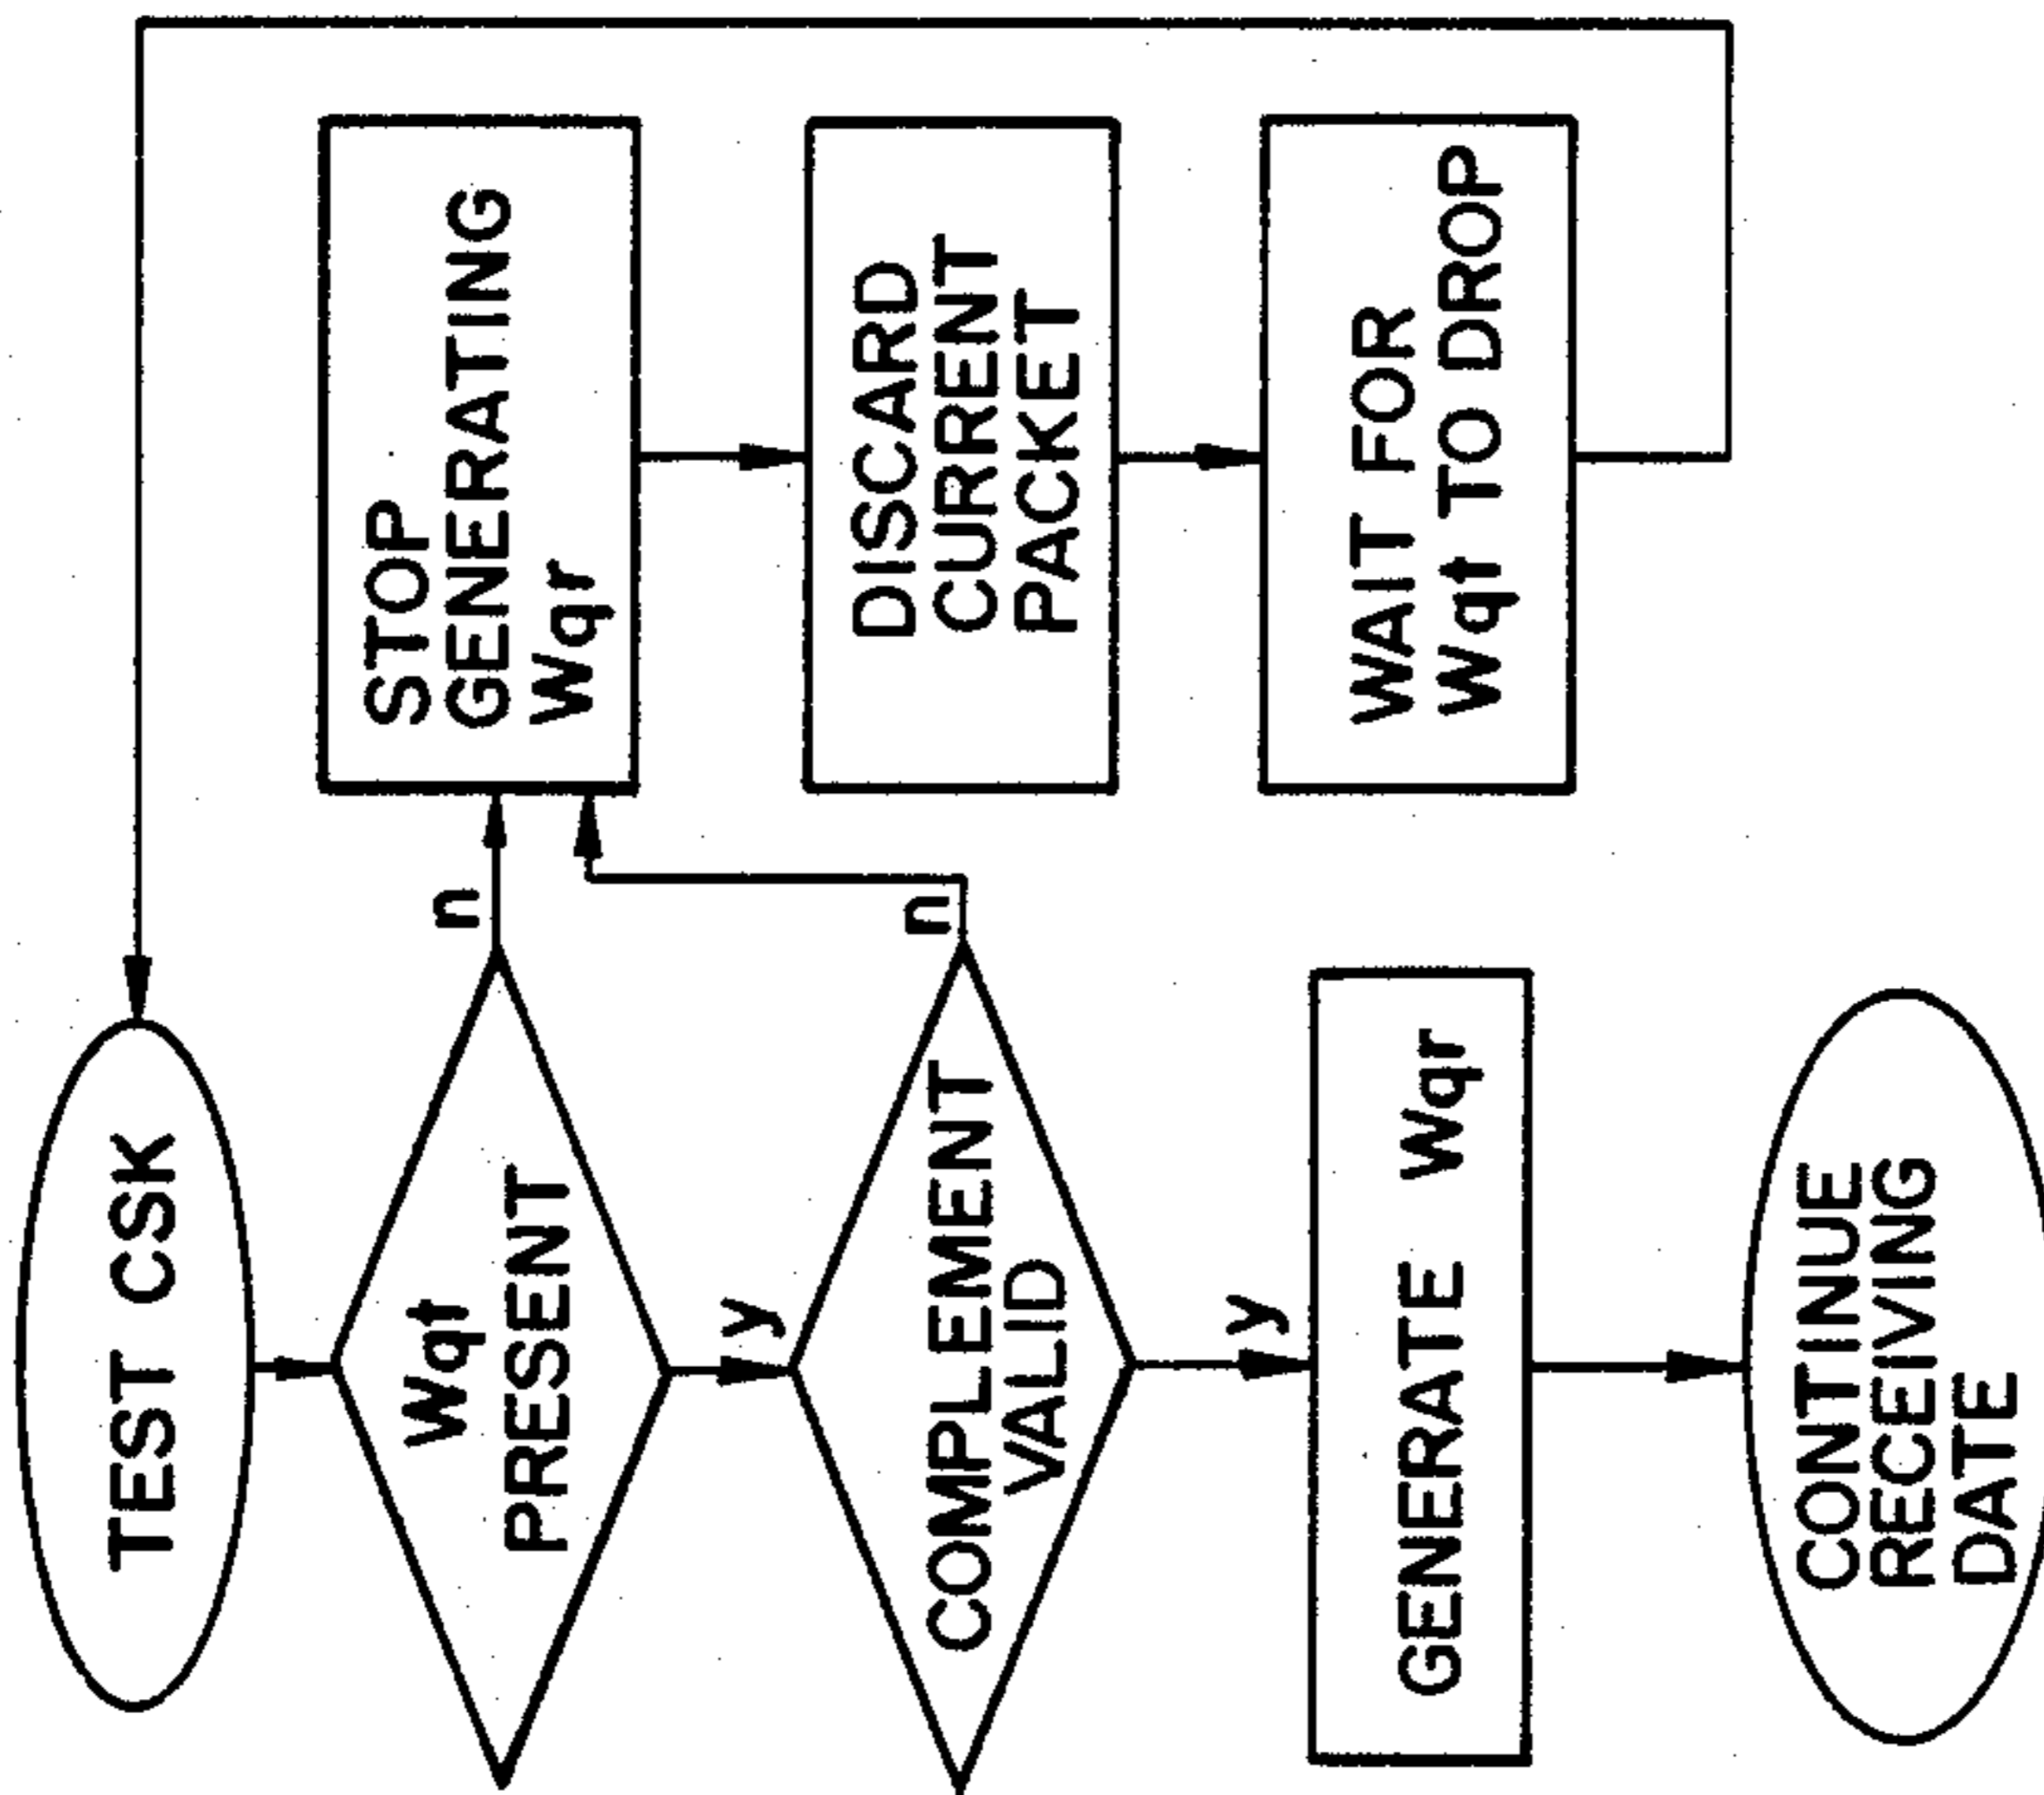 TEST CSK
Wqt
PRESENT
n
y
COMPLEMENT
VALID
n
y
GENERATE Wqr
CONTINUE
RECEIVING
DATE
STOP
GENERATING
Wqr
DISCARD
CURRENT
PACKET
WAIT FOR
Wqt TO DROP